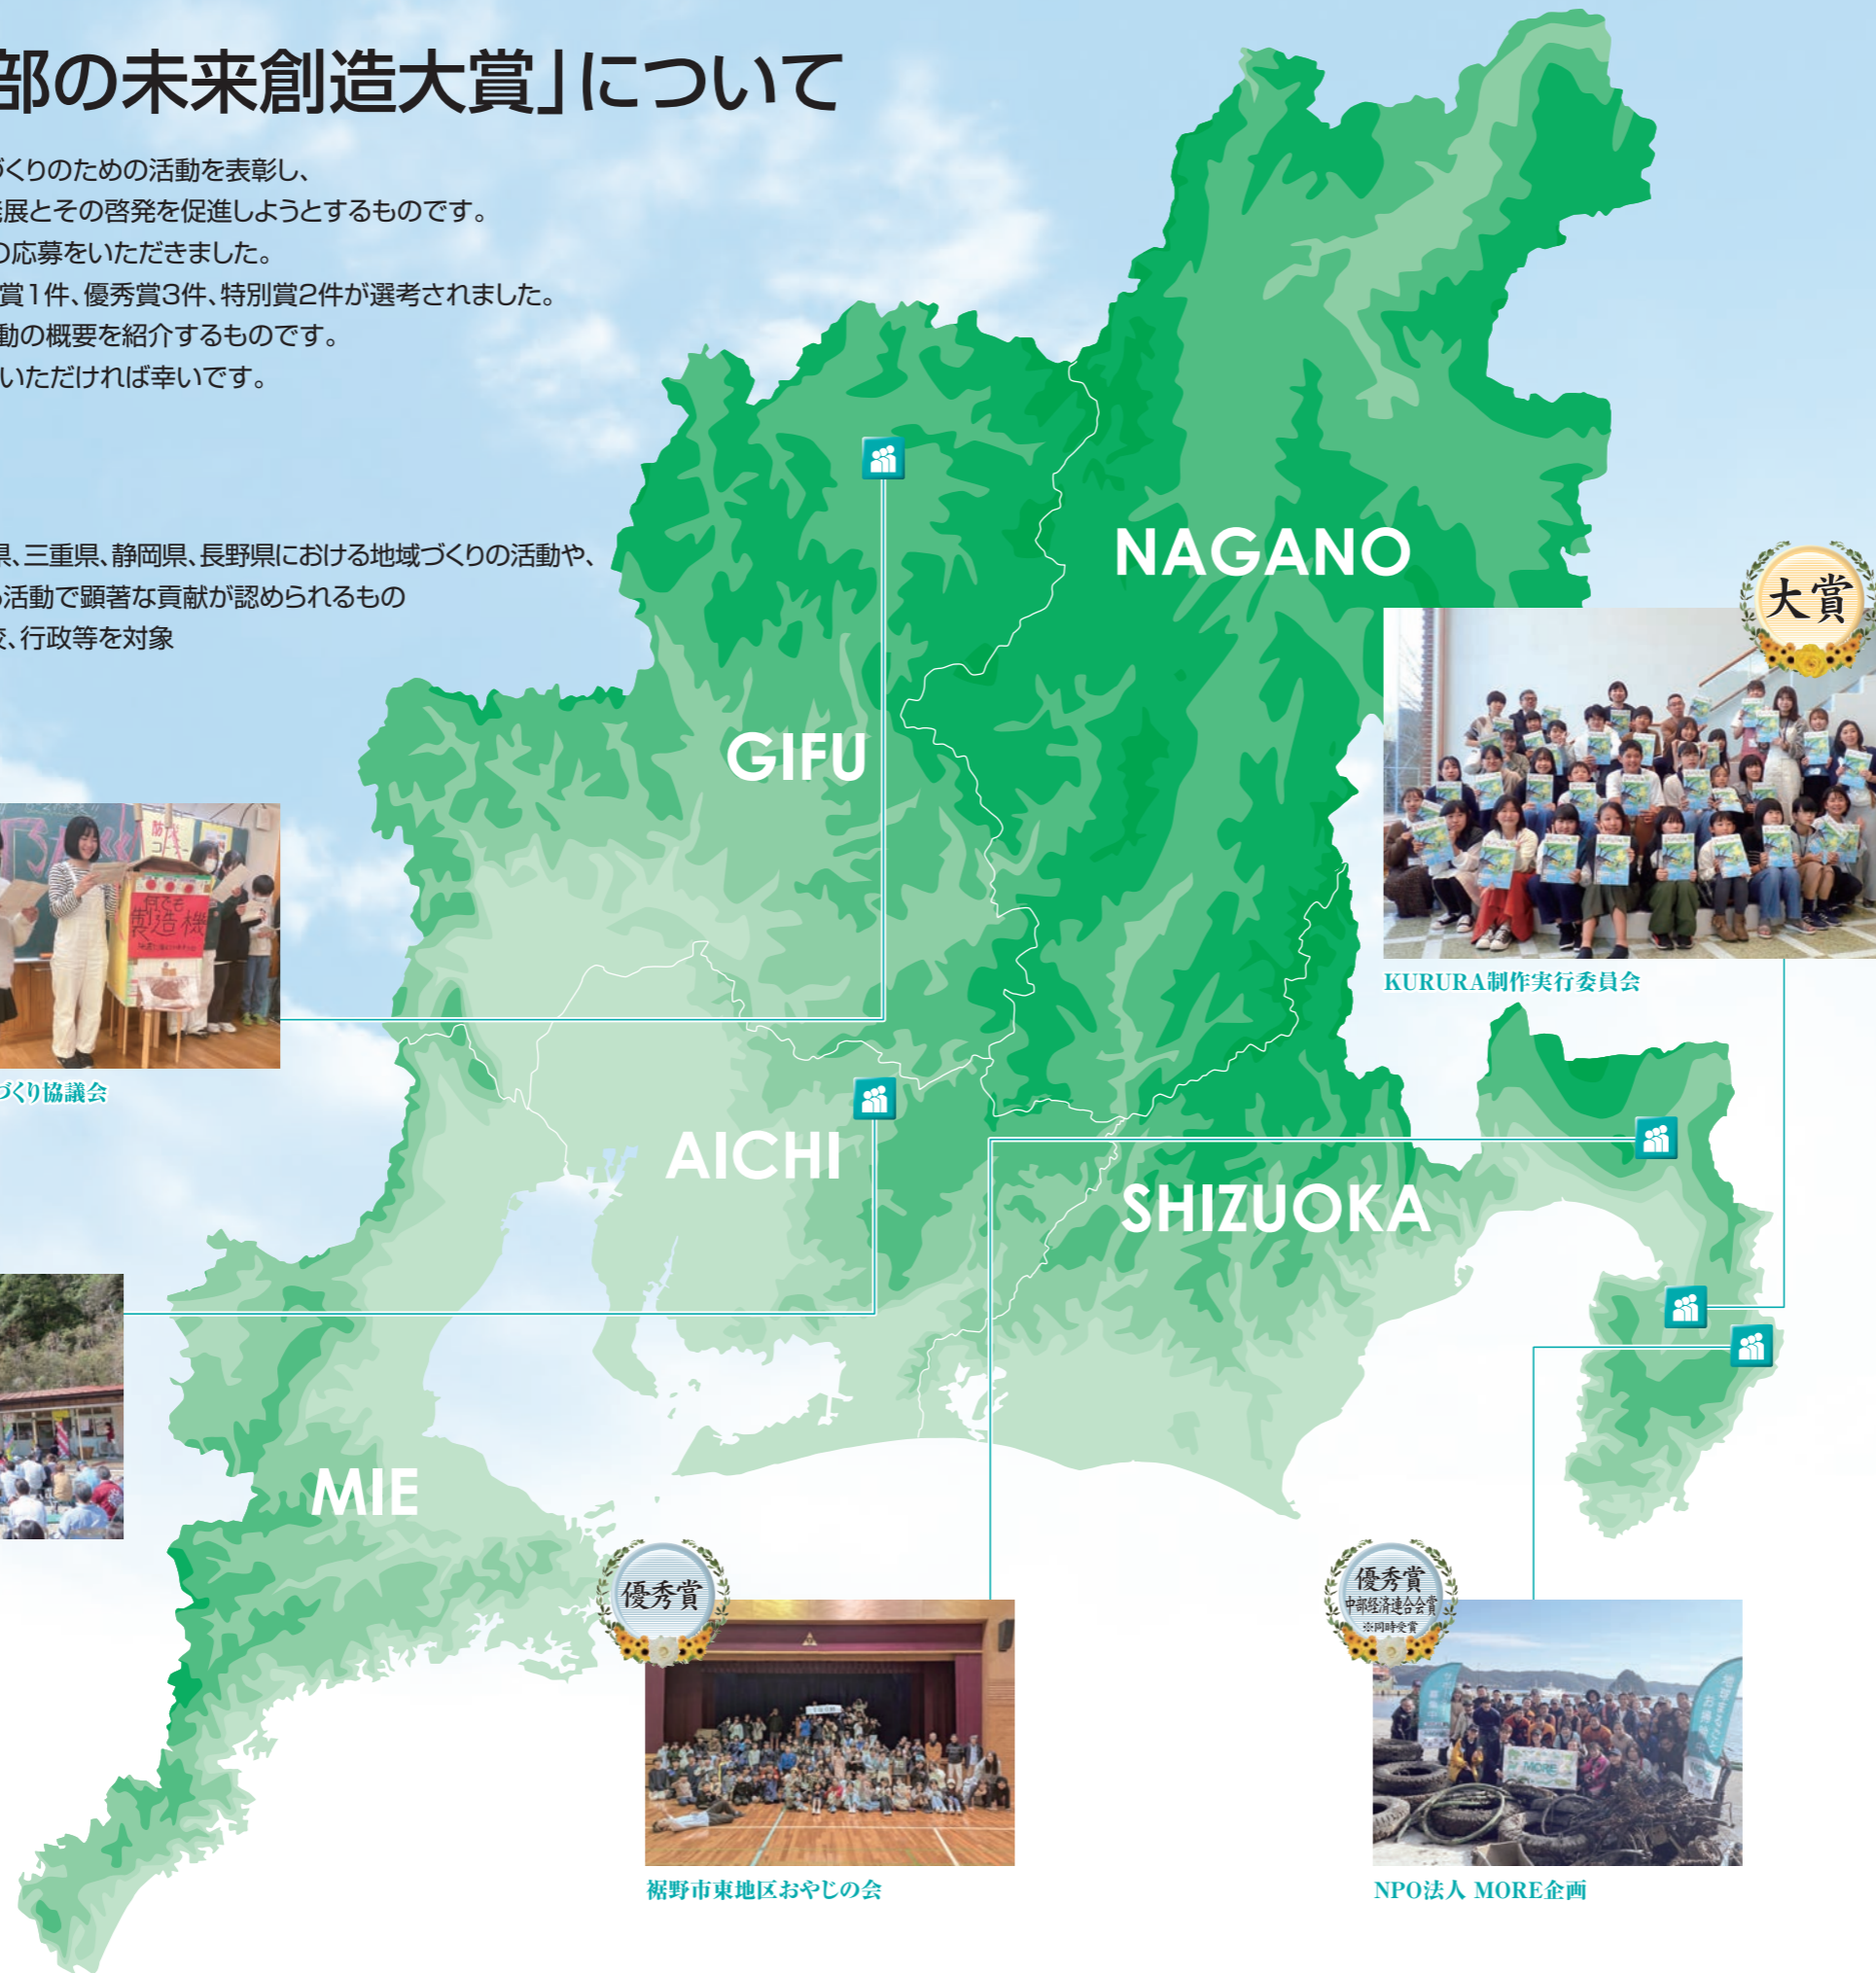 部の未来創造大賞」について
づくりのための活動を表彰し、
発展とその啓発を促進しようとするものです。
の応募をいただきました。
賞1件、優秀賞3件、特別賞2件が選考されました。
動の概要を紹介するものです。
いただければ幸いです。
県、三重県、静岡県、長野県における地域づくりの活動や、
る活動で顕著な貢献が認められるもの
校、行政等を対象
NAGANO
大賞
GIFU
何でも
製造機
KURURA制作実行委員会
づくり協議会
AICHI
SHIZUOKA
MIE
優秀賞
優秀賞
中部経済連合会賞
※同時受賞
MORE
裾野市東地区おやじの会
NPO法人 MORE企画